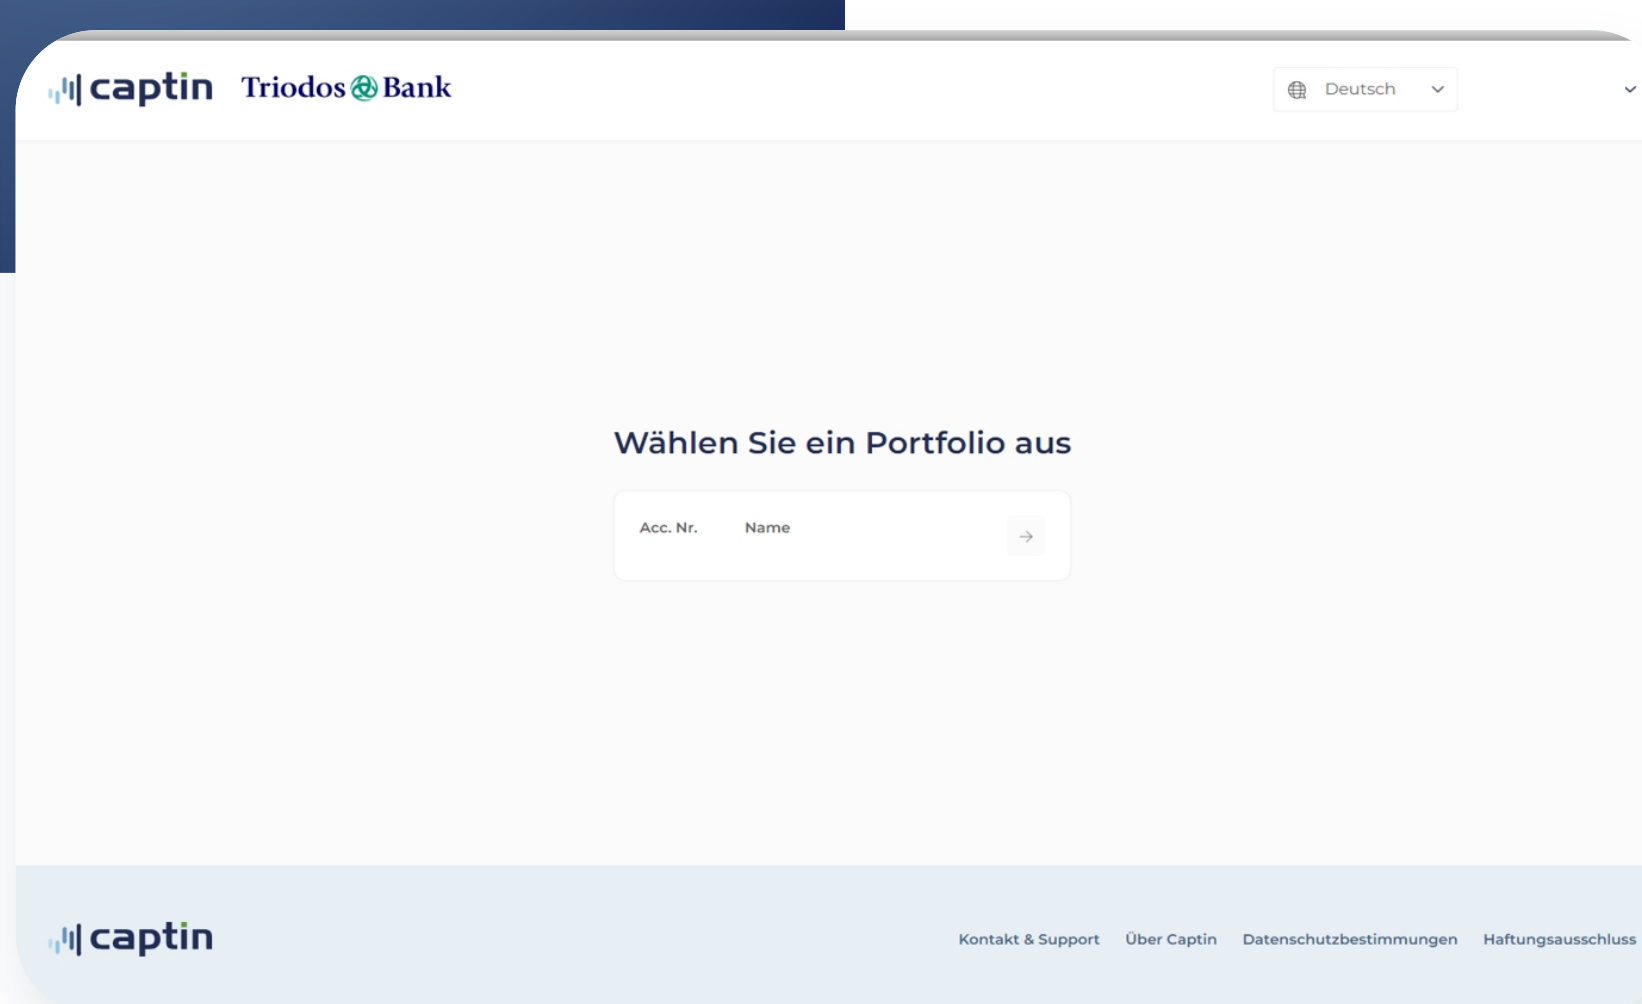 captin Triodos Bank Deutsch
Wählen Sie ein Portfolio aus
Acc. Nr. Name
captin Kontakt & Support Über Captin Datenschutzbestimmungen Haftungsausschluss